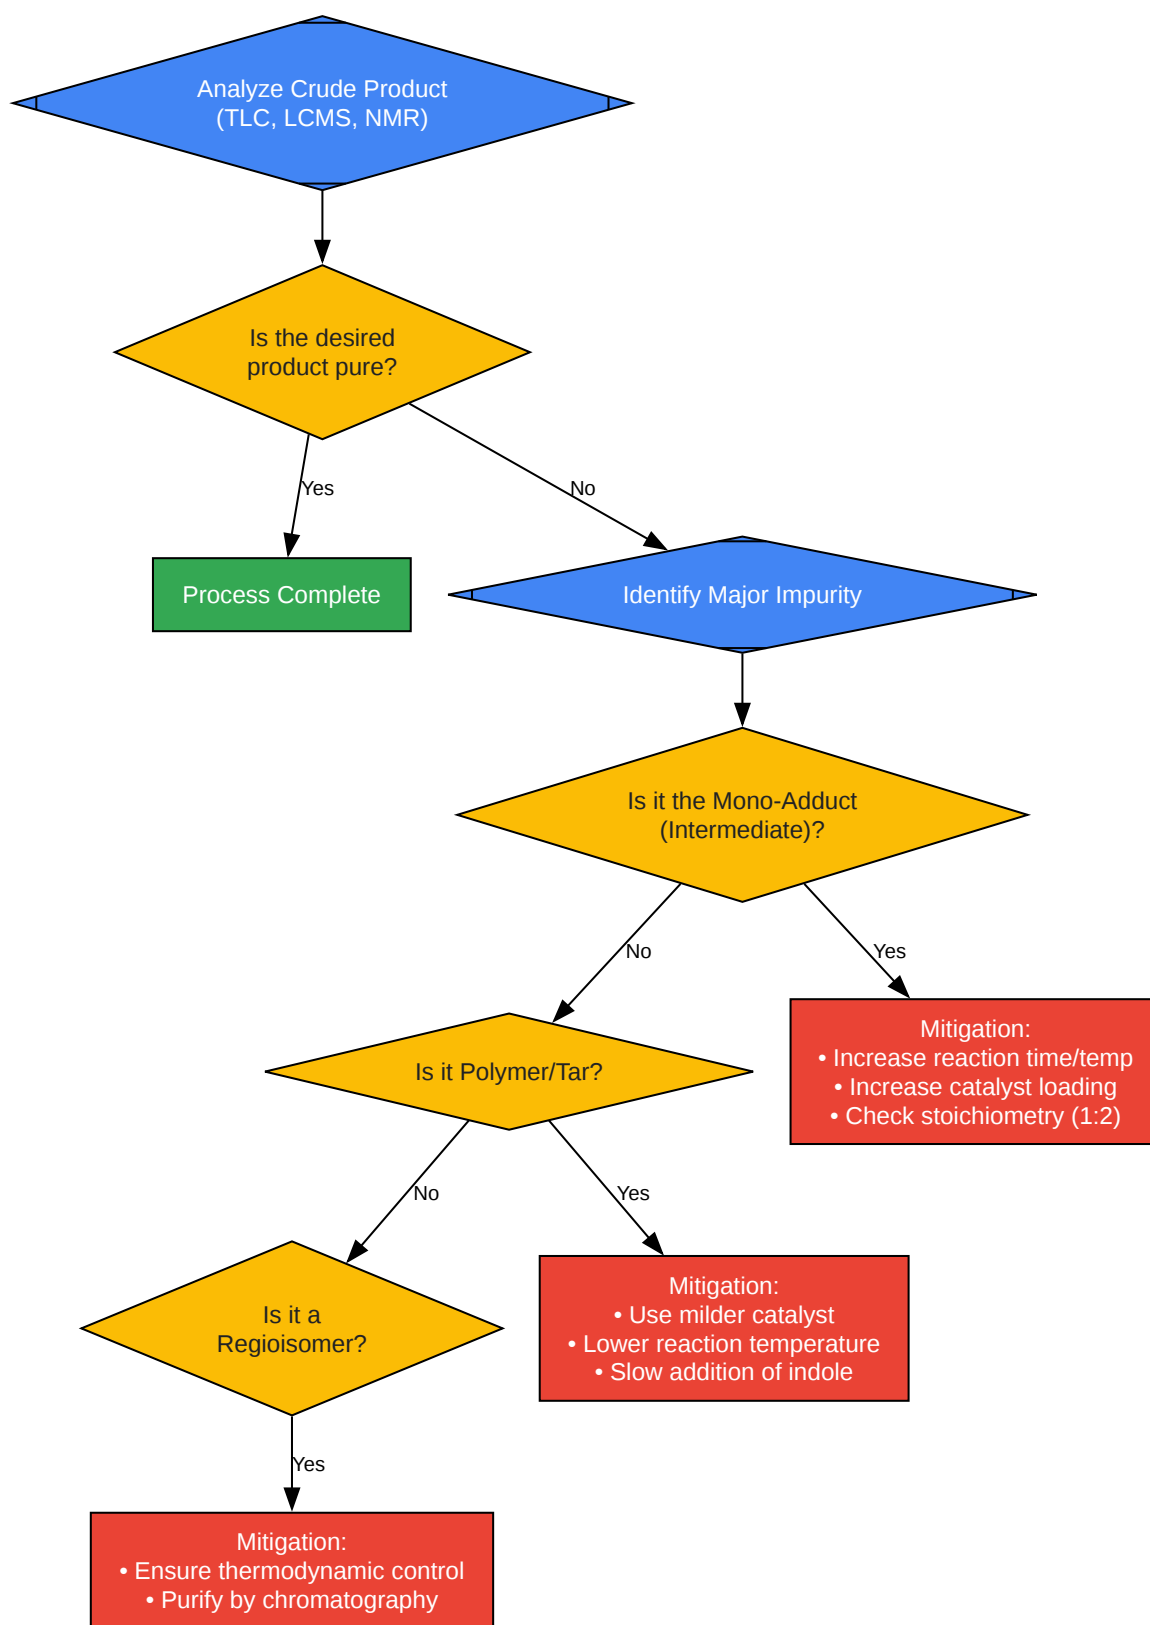 Analyze Crude Product
(TLC, LCMS, NMR)
Is the desired
product pure?
Yes
No
Process Complete
Identify Major Impurity
Is it the Mono-Adduct
(Intermediate)?
No
Yes
Mitigation:
• Increase reaction time/temp
• Increase catalyst loading
• Check stoichiometry (1:2)
Is it Polymer/Tar?
No
Yes
Mitigation:
• Use milder catalyst
• Lower reaction temperature
• Slow addition of indole
Is it a
Regioisomer?
Yes
Mitigation:
• Ensure thermodynamic control
• Purify by chromatography